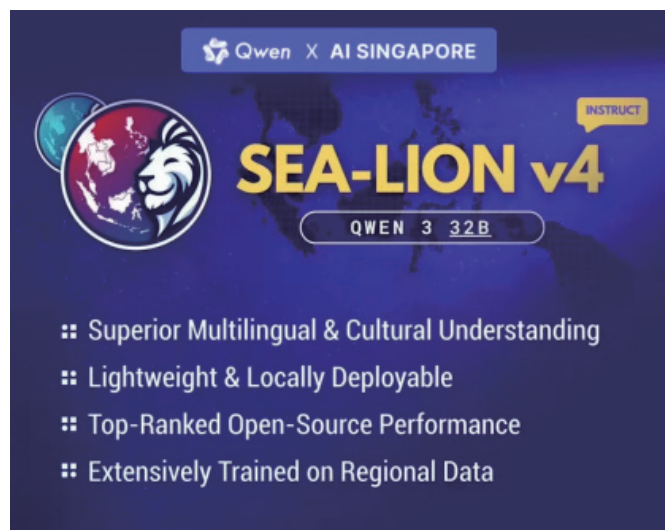 Qwen X AI SINGAPORE
INSTRUCT
SEA-LION v4
QWEN 3 32B
Superior Multilingual & Cultural Understanding
Lightweight & Locally Deployable
Top-Ranked Open-Source Performance
Extensively Trained on Regional Data